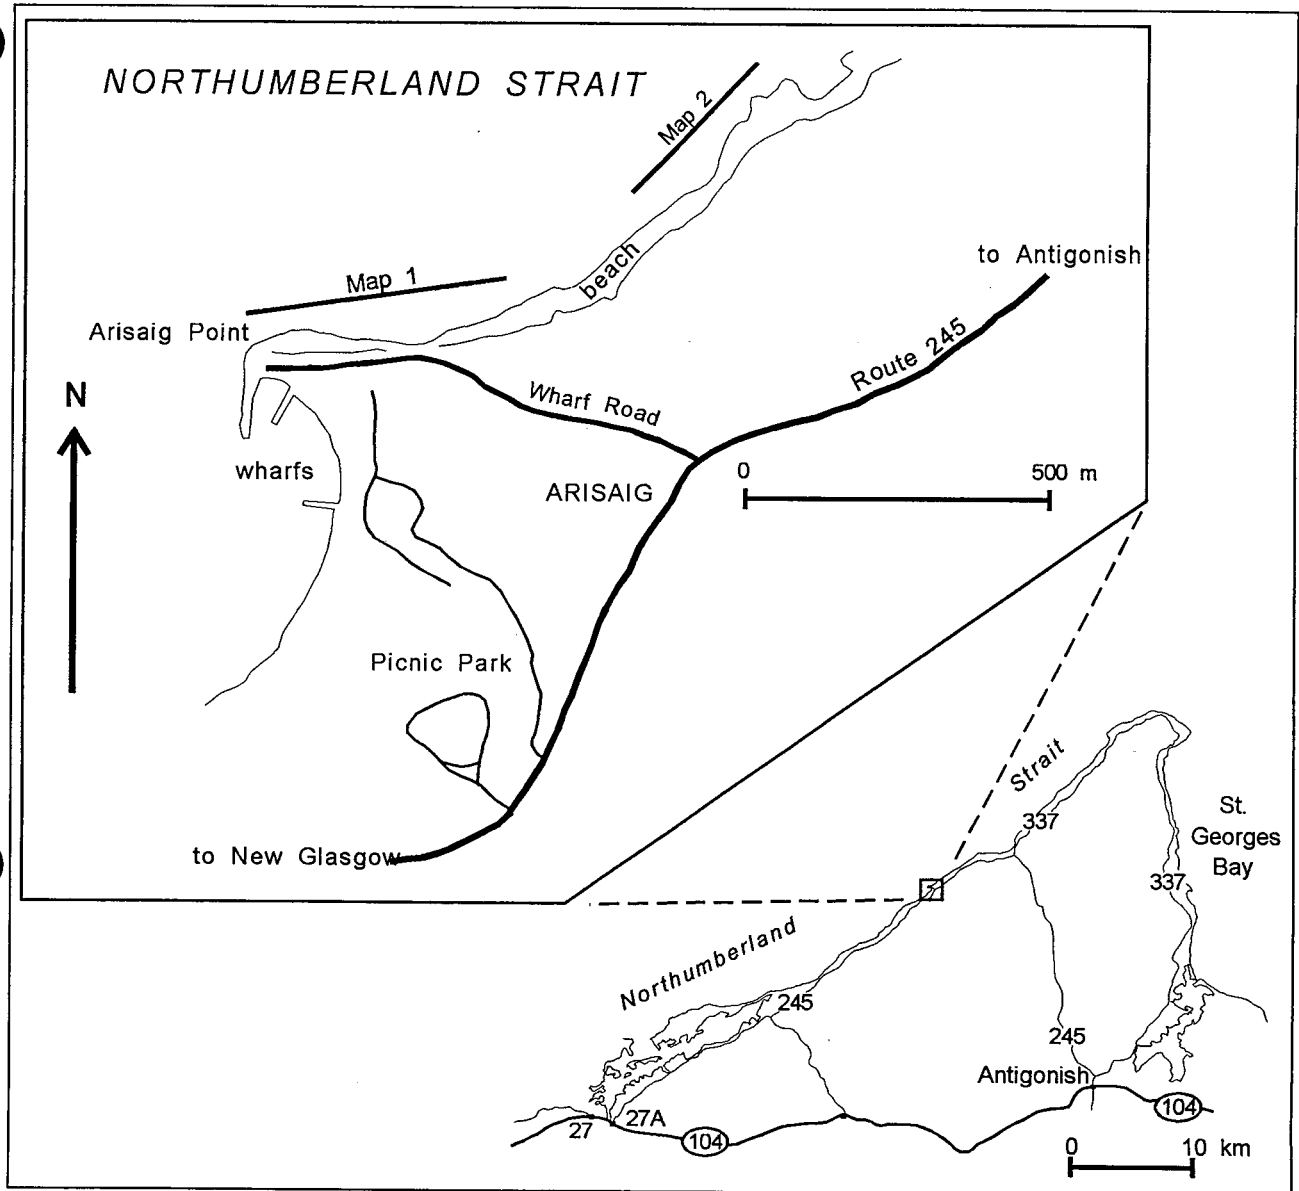 NORTHUMBERLAND STRAIT
Map 2
beach
to Antigonish
Map 1
Arisaig Point
Route 245
N
Wharf Road
wharfs
ARISAIG
0 500 m
Picnic Park
to New Glasgow
Strait
337
St.
Georges
Bay
337
Northumberland
245
245
Antigonish
27 27A
104
104
0 10 km